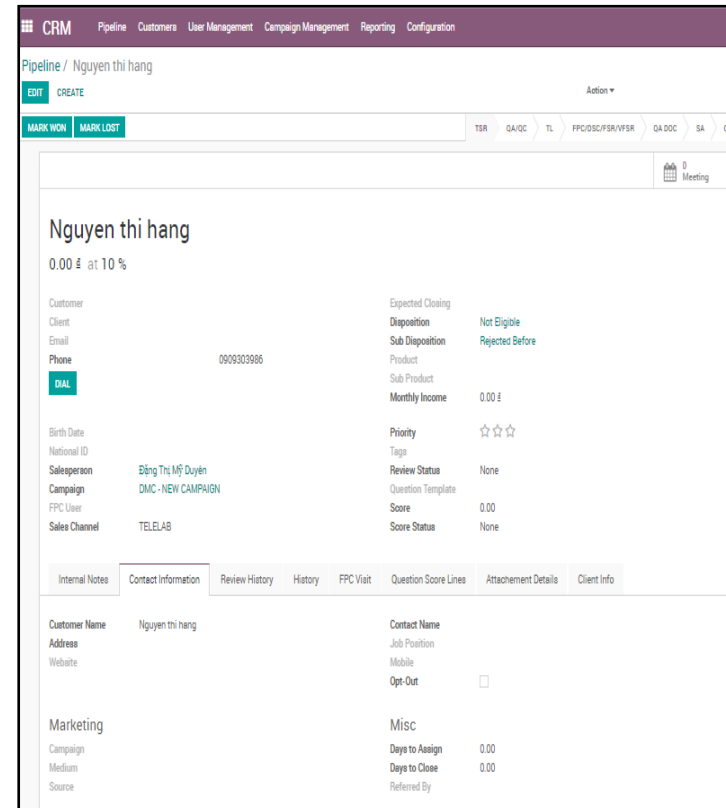 CRM Pipeline Customers User Management Campaign Management Reporting Configuration
Pipeline / Nguyen thi hang
EDIT CREATE Action
MARK WON MARK LOST TSR QA/QC TL FPC/DSC/FSR/VFSR QA DOC SA
0
Meeting
Nguyen thi hang
0.00 ₫ at 10 %
Customer Expected Closing
Client Disposition Not Eligible
Email Sub Disposition Rejected Before
Phone 0909303986 Product
DIAL Sub Product
Monthly Income 0.00 ₫
Birth Date Priority
National ID Tags
Salesperson Đặng Thị Mỹ Duyên Review Status None
Campaign DMC - NEW CAMPAIGN Question Template
FPC User Score 0.00
Sales Channel TELELAB Score Status None
Internal Notes Contact Information Review History History FPC Visit Question Score Lines Attachement Details Client Info
Customer Name Nguyen thi hang Contact Name
Address Job Position
Website Mobile
Opt-Out
Marketing Misc
Campaign Days to Assign 0.00
Medium Days to Close 0.00
Source Referred By